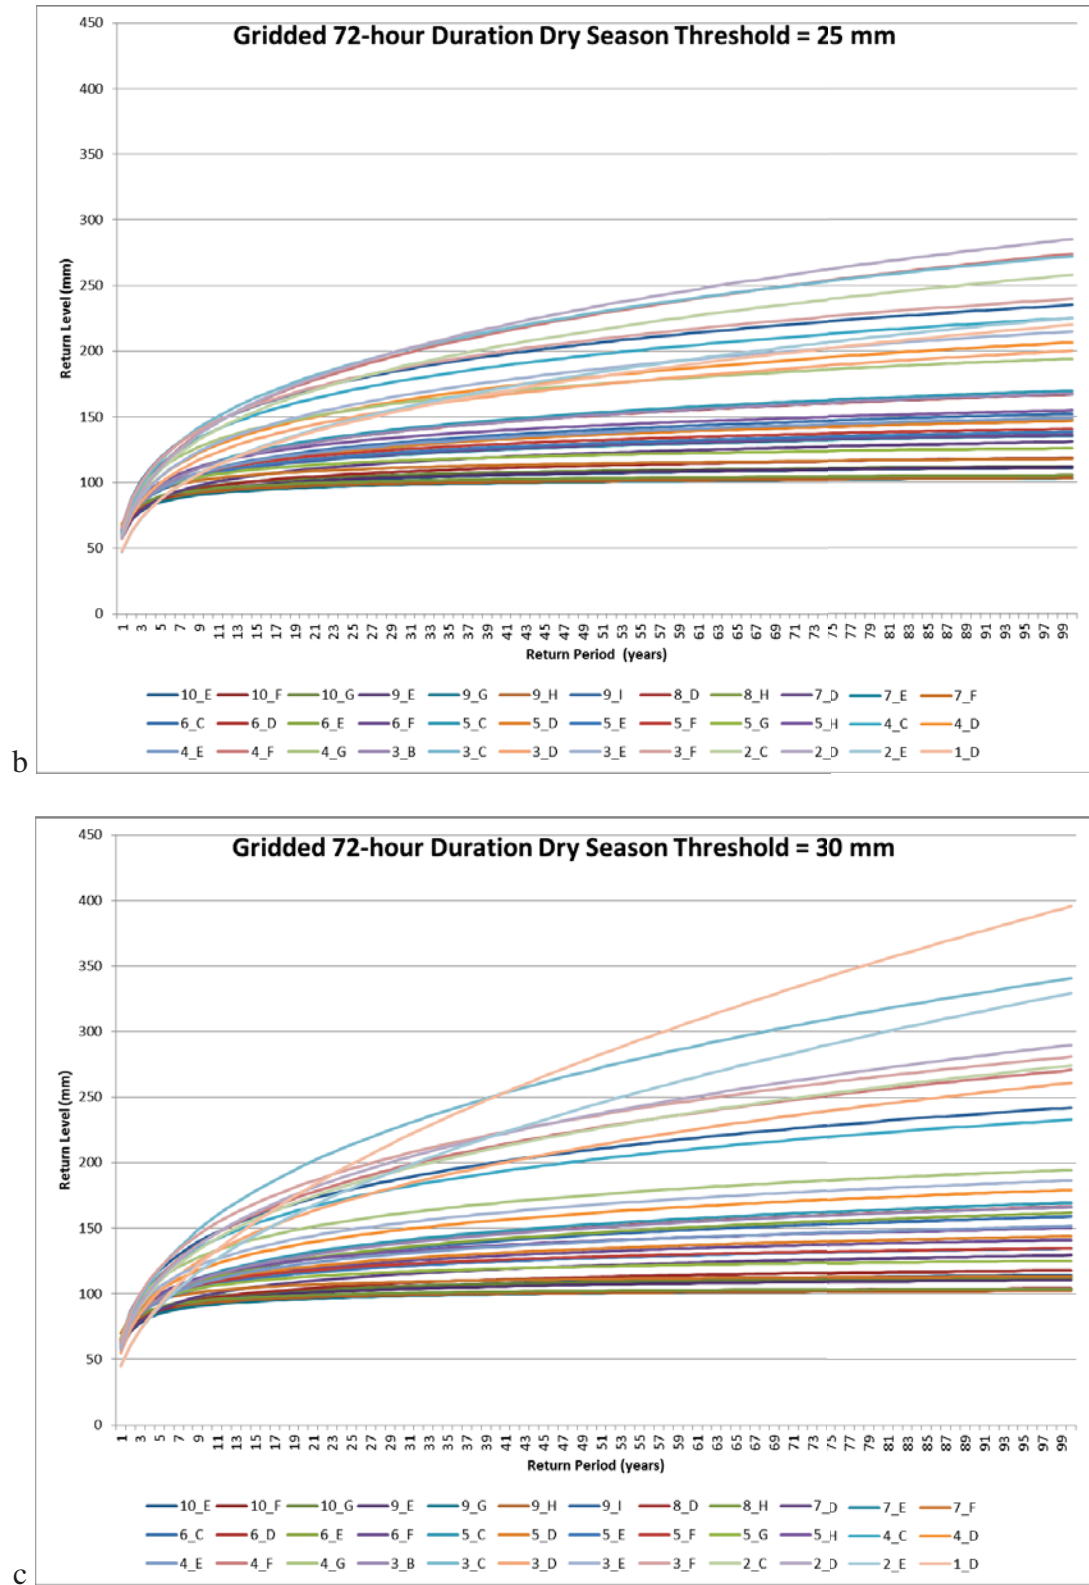 Gridded 72-hour Duration Dry Season Threshold = 25 mm
450
400
350
300
250
200
150
100
50
0
Return Level (mm)
1 3 5 7 9 11 13 15 17 19 21 23 25 27 29 31 33 35 37 39 41 43 45 47 49 51 53 55 57 59 61 63 65 67 69 71 73 75 77 79 81 83 85 87 89 91 93 95 97 99
Return Period (years)
10_E 10_F 10_G 9_E 9_G 9_H 9_I 8_D 8_H 7_D 7_E 7_F
6_C 6_D 6_E 6_F 5_C 5_D 5_E 5_F 5_G 5_H 4_C 4_D
4_E 4_F 4_G 3_B 3_C 3_D 3_E 3_F 2_C 2_D 2_E 1_D
b
Gridded 72-hour Duration Dry Season Threshold = 30 mm
450
400
350
300
250
200
150
100
50
0
Return Level (mm)
1 3 5 7 9 11 13 15 17 19 21 23 25 27 29 31 33 35 37 39 41 43 45 47 49 51 53 55 57 59 61 63 65 67 69 71 73 75 77 79 81 83 85 87 89 91 93 95 97 99
Return Period (years)
10_E 10_F 10_G 9_E 9_G 9_H 9_I 8_D 8_H 7_D 7_E 7_F
6_C 6_D 6_E 6_F 5_C 5_D 5_E 5_F 5_G 5_H 4_C 4_D
4_E 4_F 4_G 3_B 3_C 3_D 3_E 3_F 2_C 2_D 2_E 1_D
c